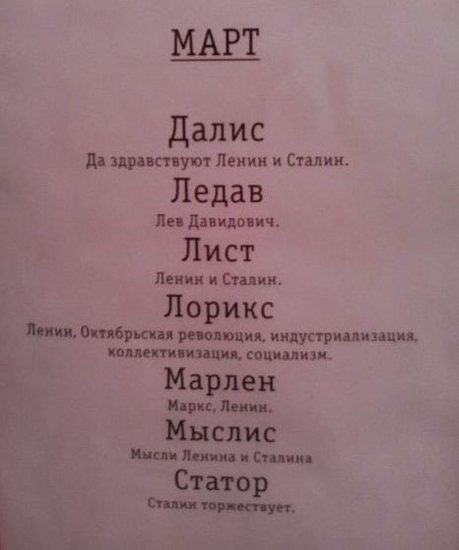 МАРТ
Далис
Да здравствуют Ленин и Сталин.
Ледав
Лев Давидович.
Лист
Ленин и Сталин.
Лорикс
Ленин, Октябрьская революция, индустриализация,
коллективизация, социализм.
Марлен
Маркс, Ленин.
Мыслис
Мысли Ленина и Сталина
Статор
Сталин торжествует.